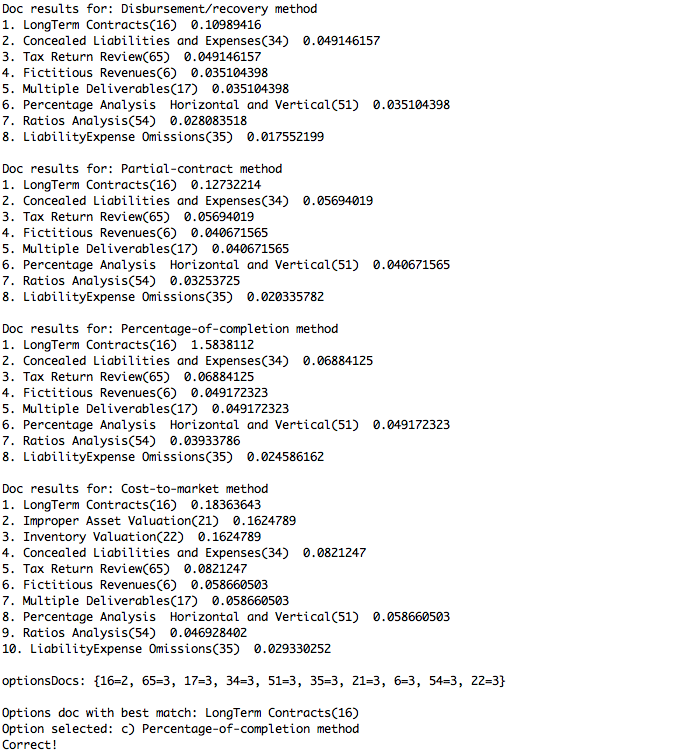 Doc results for: Disbursement/recovery method
1. LongTerm Contracts(16)  0.10989416
2. Concealed Liabilities and Expenses(34)  0.049146157
3. Tax Return Review(65)  0.049146157
4. Fictitious Revenues(6)  0.035104398
5. Multiple Deliverables(17)  0.035104398
6. Percentage Analysis  Horizontal and Vertical(51)  0.035104398
7. Ratios Analysis(54)  0.028083518
8. LiabilityExpense Omissions(35)  0.017552199

Doc results for: Partial-contract method
1. LongTerm Contracts(16)  0.12732214
2. Concealed Liabilities and Expenses(34)  0.05694019
3. Tax Return Review(65)  0.05694019
4. Fictitious Revenues(6)  0.040671565
5. Multiple Deliverables(17)  0.040671565
6. Percentage Analysis  Horizontal and Vertical(51)  0.040671565
7. Ratios Analysis(54)  0.03253725
8. LiabilityExpense Omissions(35)  0.020335782

Doc results for: Percentage-of-completion method
1. LongTerm Contracts(16)  1.5838112
2. Concealed Liabilities and Expenses(34)  0.06884125
3. Tax Return Review(65)  0.06884125
4. Fictitious Revenues(6)  0.049172323
5. Multiple Deliverables(17)  0.049172323
6. Percentage Analysis  Horizontal and Vertical(51)  0.049172323
7. Ratios Analysis(54)  0.03933786
8. LiabilityExpense Omissions(35)  0.024586162

Doc results for: Cost-to-market method
1. LongTerm Contracts(16)  0.18363643
2. Improper Asset Valuation(21)  0.1624789
3. Inventory Valuation(22)  0.1624789
4. Concealed Liabilities and Expenses(34)  0.0821247
5. Tax Return Review(65)  0.0821247
6. Fictitious Revenues(6)  0.058660503
7. Multiple Deliverables(17)  0.058660503
8. Percentage Analysis  Horizontal and Vertical(51)  0.058660503
9. Ratios Analysis(54)  0.046928402
10. LiabilityExpense Omissions(35)  0.029330252

optionsDocs: {16=2, 65=3, 17=3, 34=3, 51=3, 35=3, 21=3, 6=3, 54=3, 22=3}

Options doc with best match: LongTerm Contracts(16)
Option selected: c) Percentage-of-completion method
Correct!